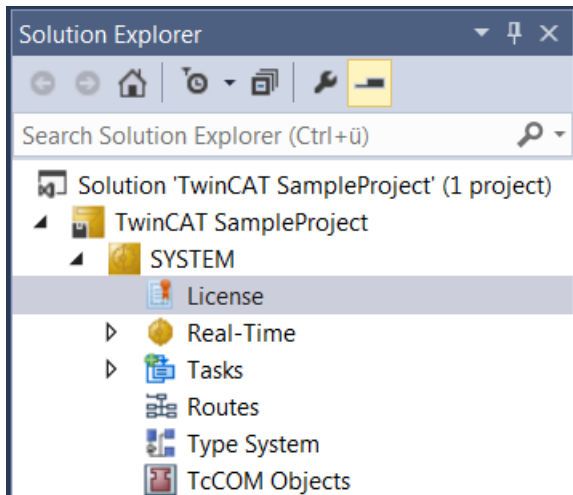 Solution Explorer
Search Solution Explorer (Ctrl+ü)
Solution 'TwinCAT SampleProject' (1 project)
TwinCAT SampleProject
SYSTEM
License
Real-Time
Tasks
Routes
Type System
TcCOM Objects